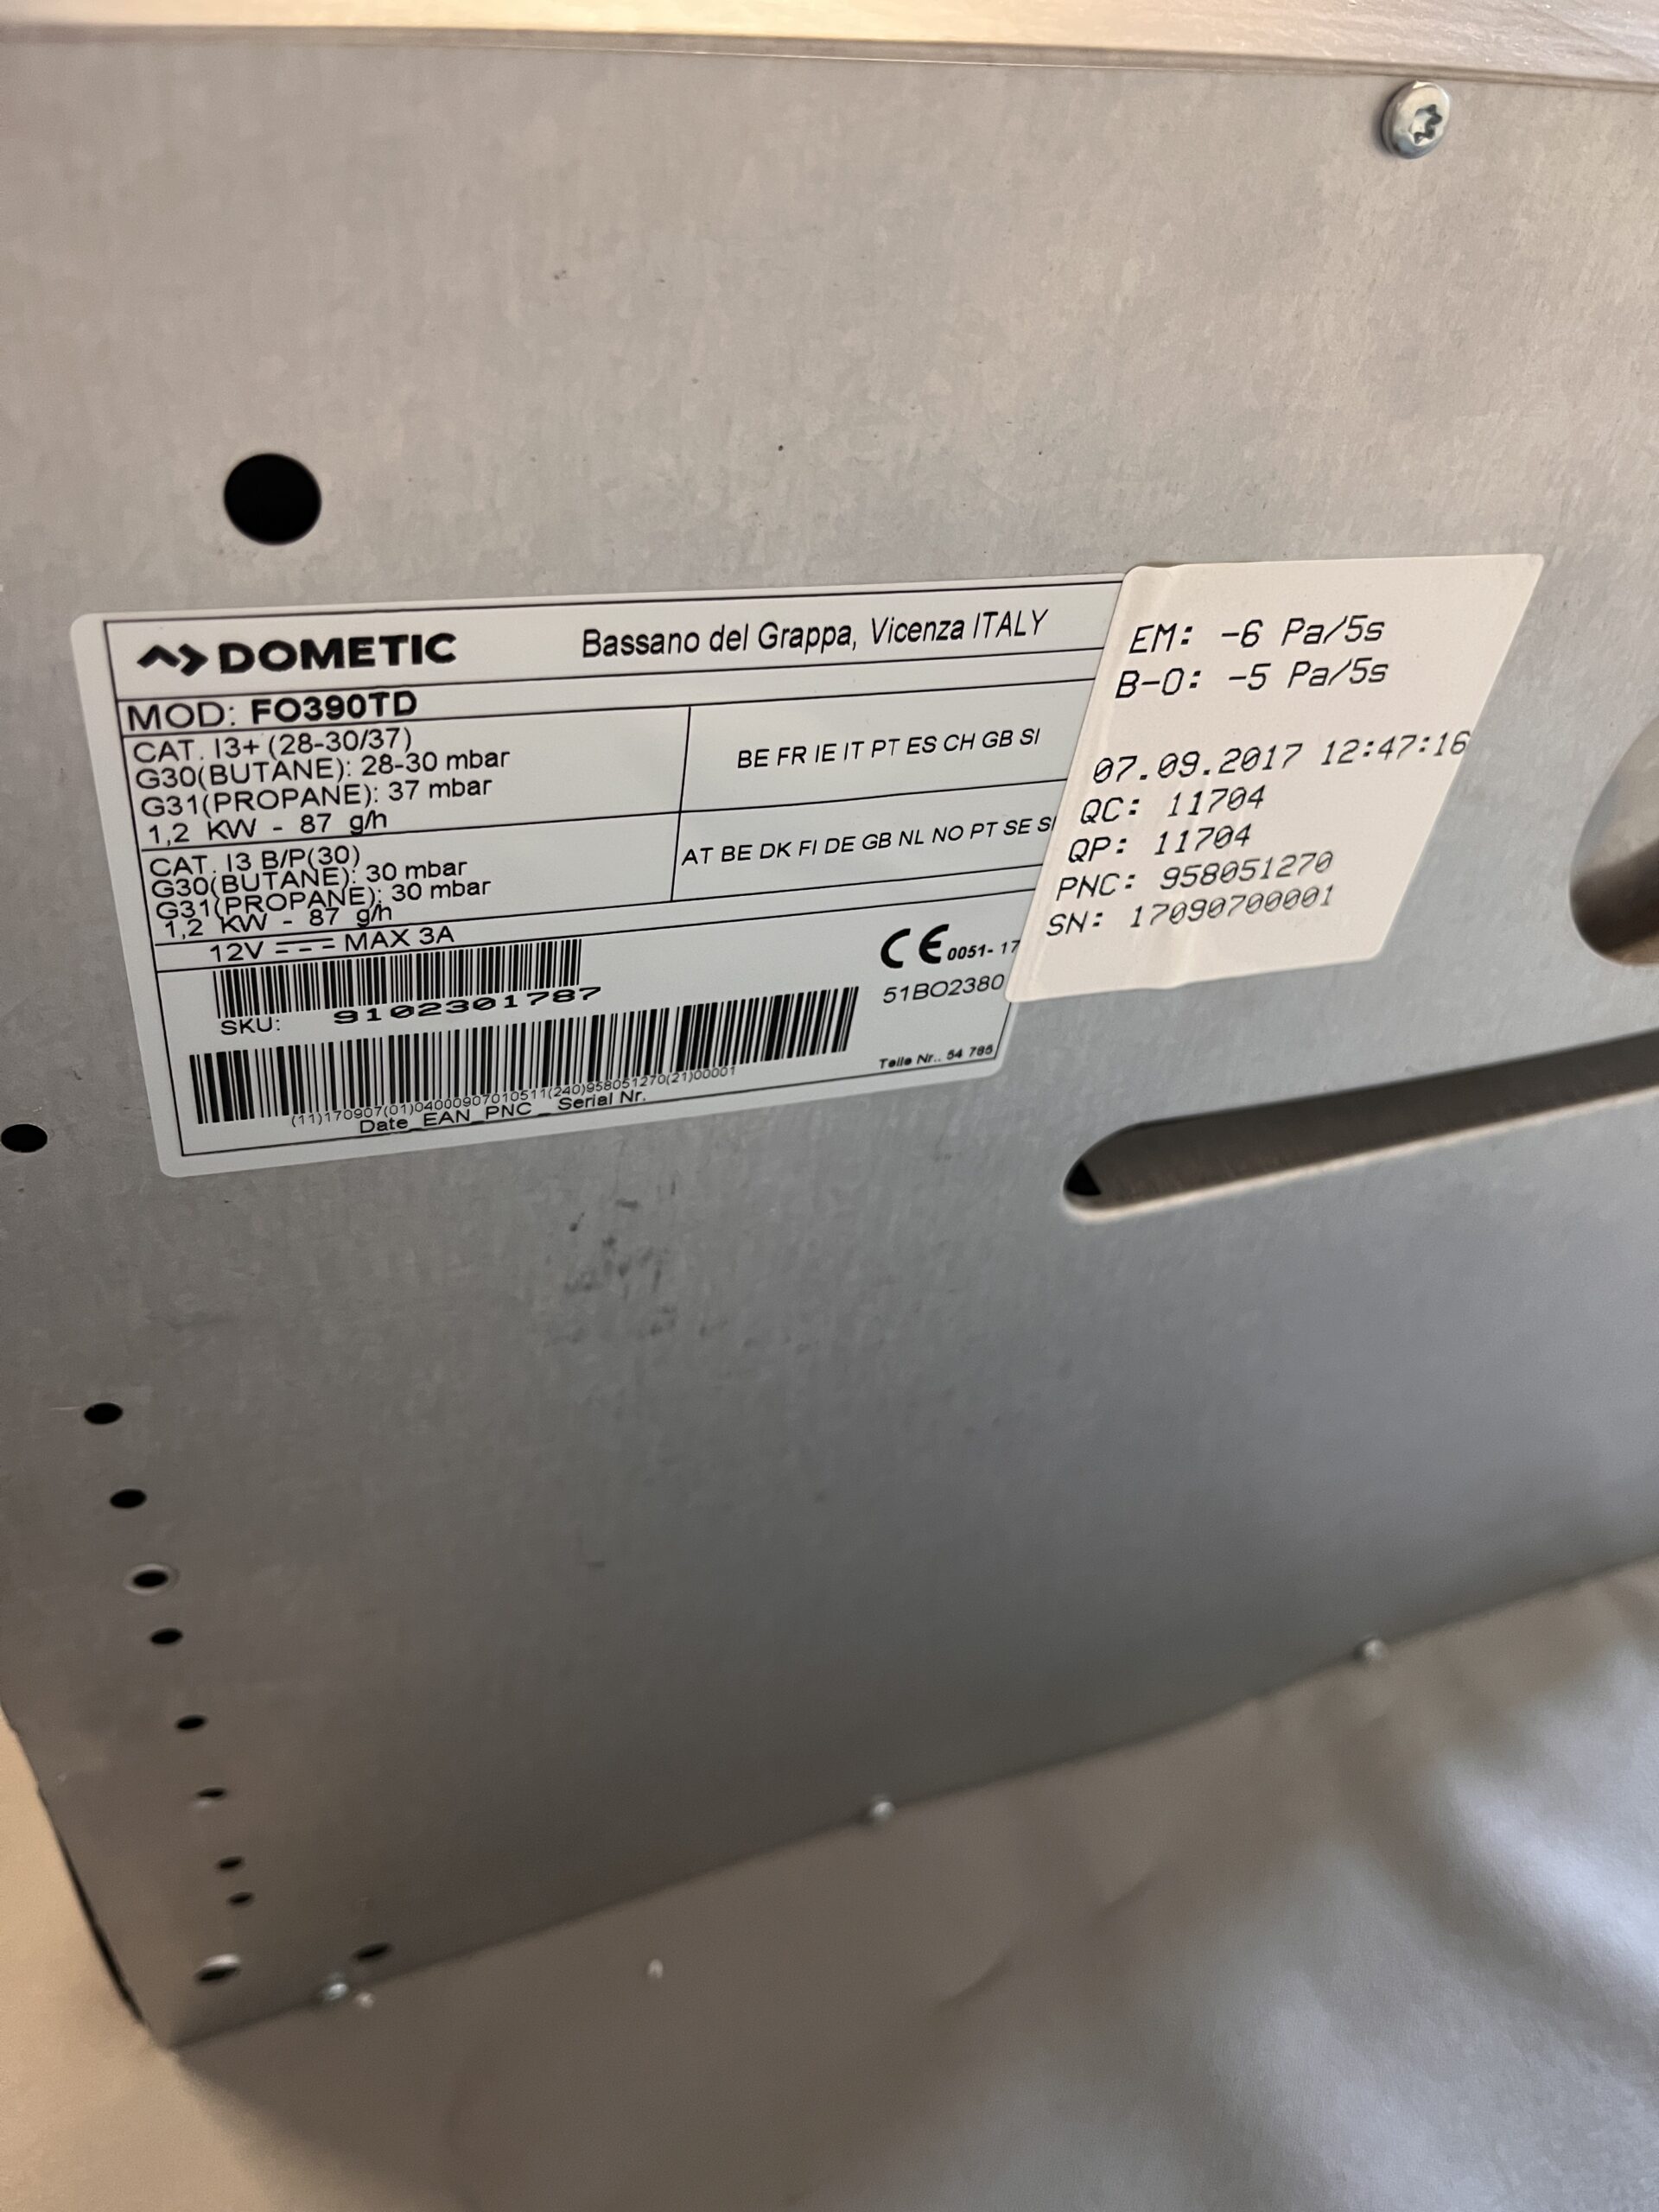 DOMETIC
Bassano del Grappa, Vicenza ITALY
MOD: FO390TD
CAT. I3+ (28-30/37)
G30(BUTANE): 28-30 mbar
G31(PROPANE): 37 mbar
1,2 KW - 87 g/h
BE FR IE IT PT ES CH GB SI
CAT. I3 B/P(30)
G30(BUTANE): 30 mbar
G31(PROPANE): 30 mbar
1,2 KW - 87 g/h
AT BE DK FI DE GB NL NO PT SE SI
12V MAX 3A
SKU: 9102301787
CE 0051- 17
51BO2380
(11)170907(01)04000907010511(240)958051270(21)00001
Date_EAN_PNC _ Serial Nr.
Teile Nr.. 54 785
EM: -6 Pa/5s
B-O: -5 Pa/5s
07.09.2017 12:47:16
QC: 11704
QP: 11704
PNC: 958051270
SN: 17090700001